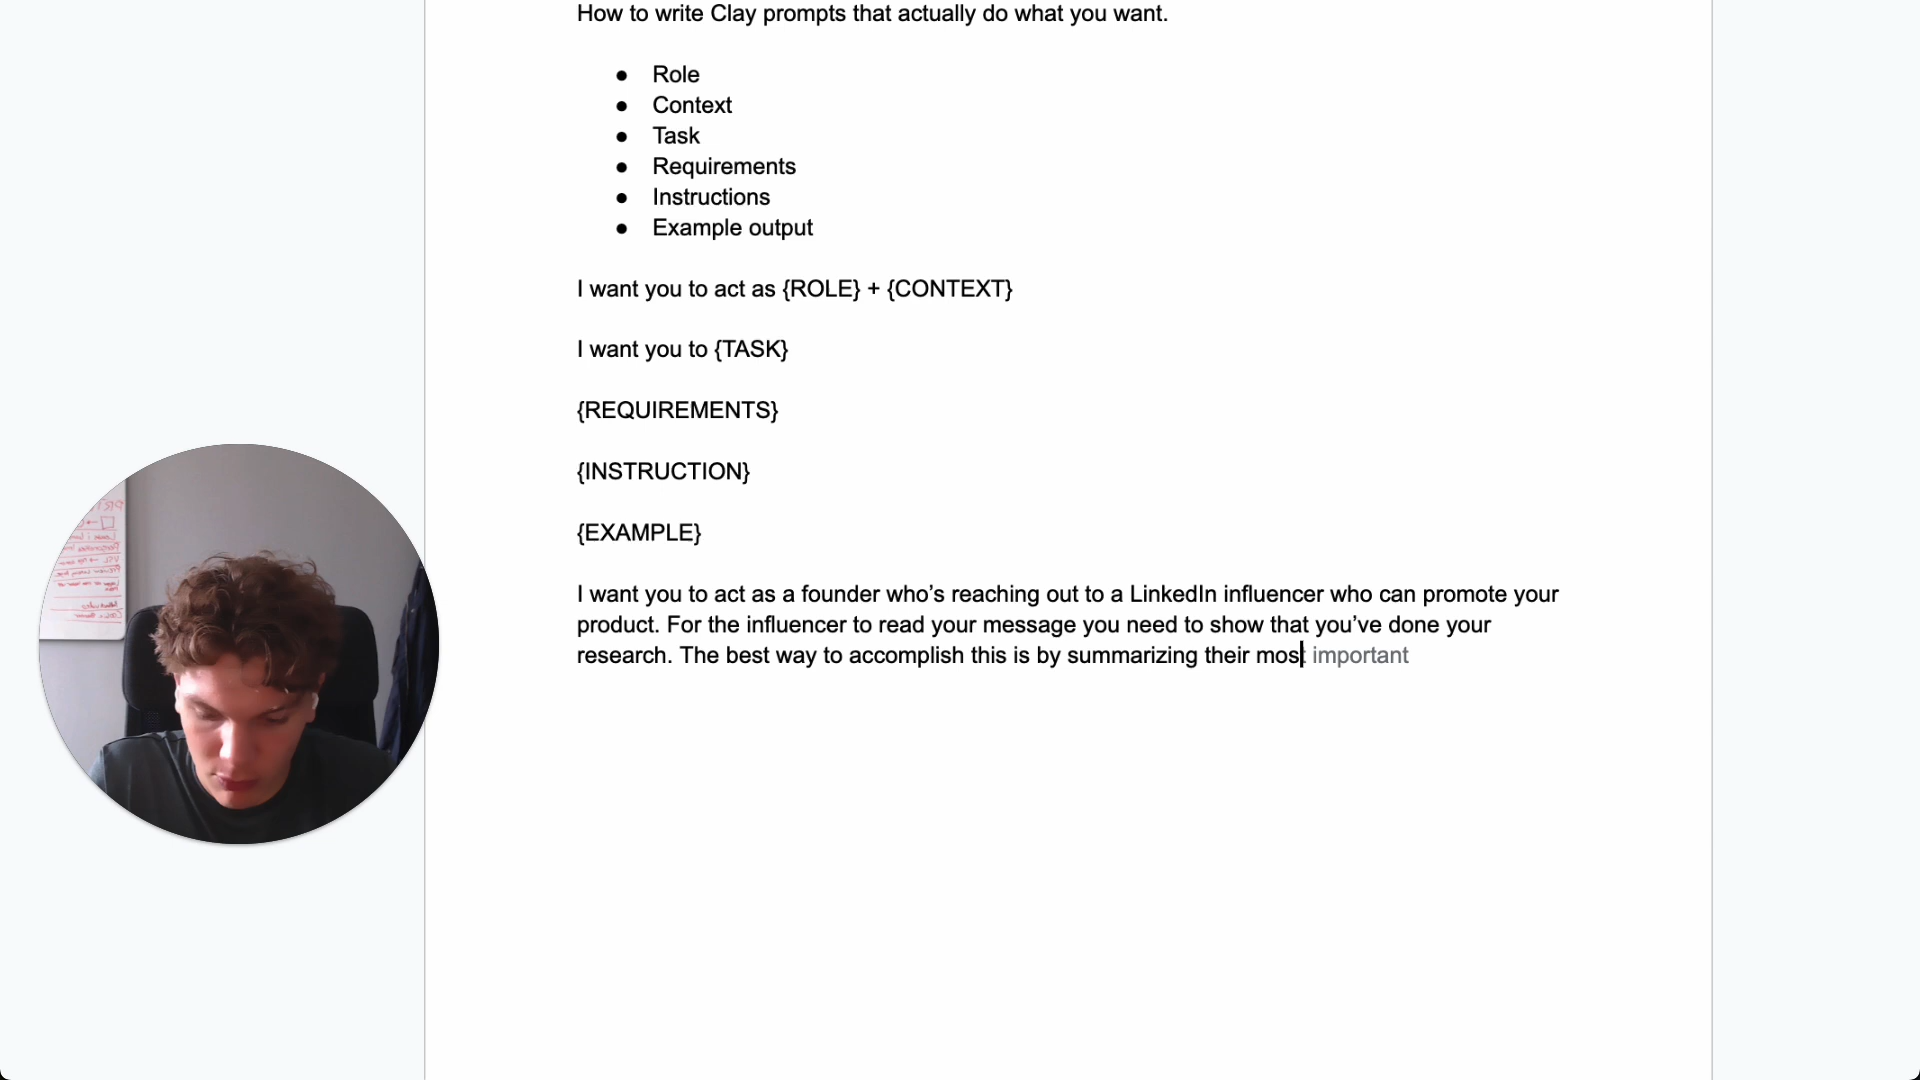 How to write Clay prompts that actually do what you want.
● Role
● Context
● Task
● Requirements
● Instructions
● Example output
I want you to act as {ROLE} + {CONTEXT}
I want you to {TASK}
{REQUIREMENTS}
{INSTRUCTION}
{EXAMPLE}
I want you to act as a founder who’s reaching out to a LinkedIn influencer who can promote your
product. For the influencer to read your message you need to show that you’ve done your
research. The best way to accomplish this is by summarizing their most important